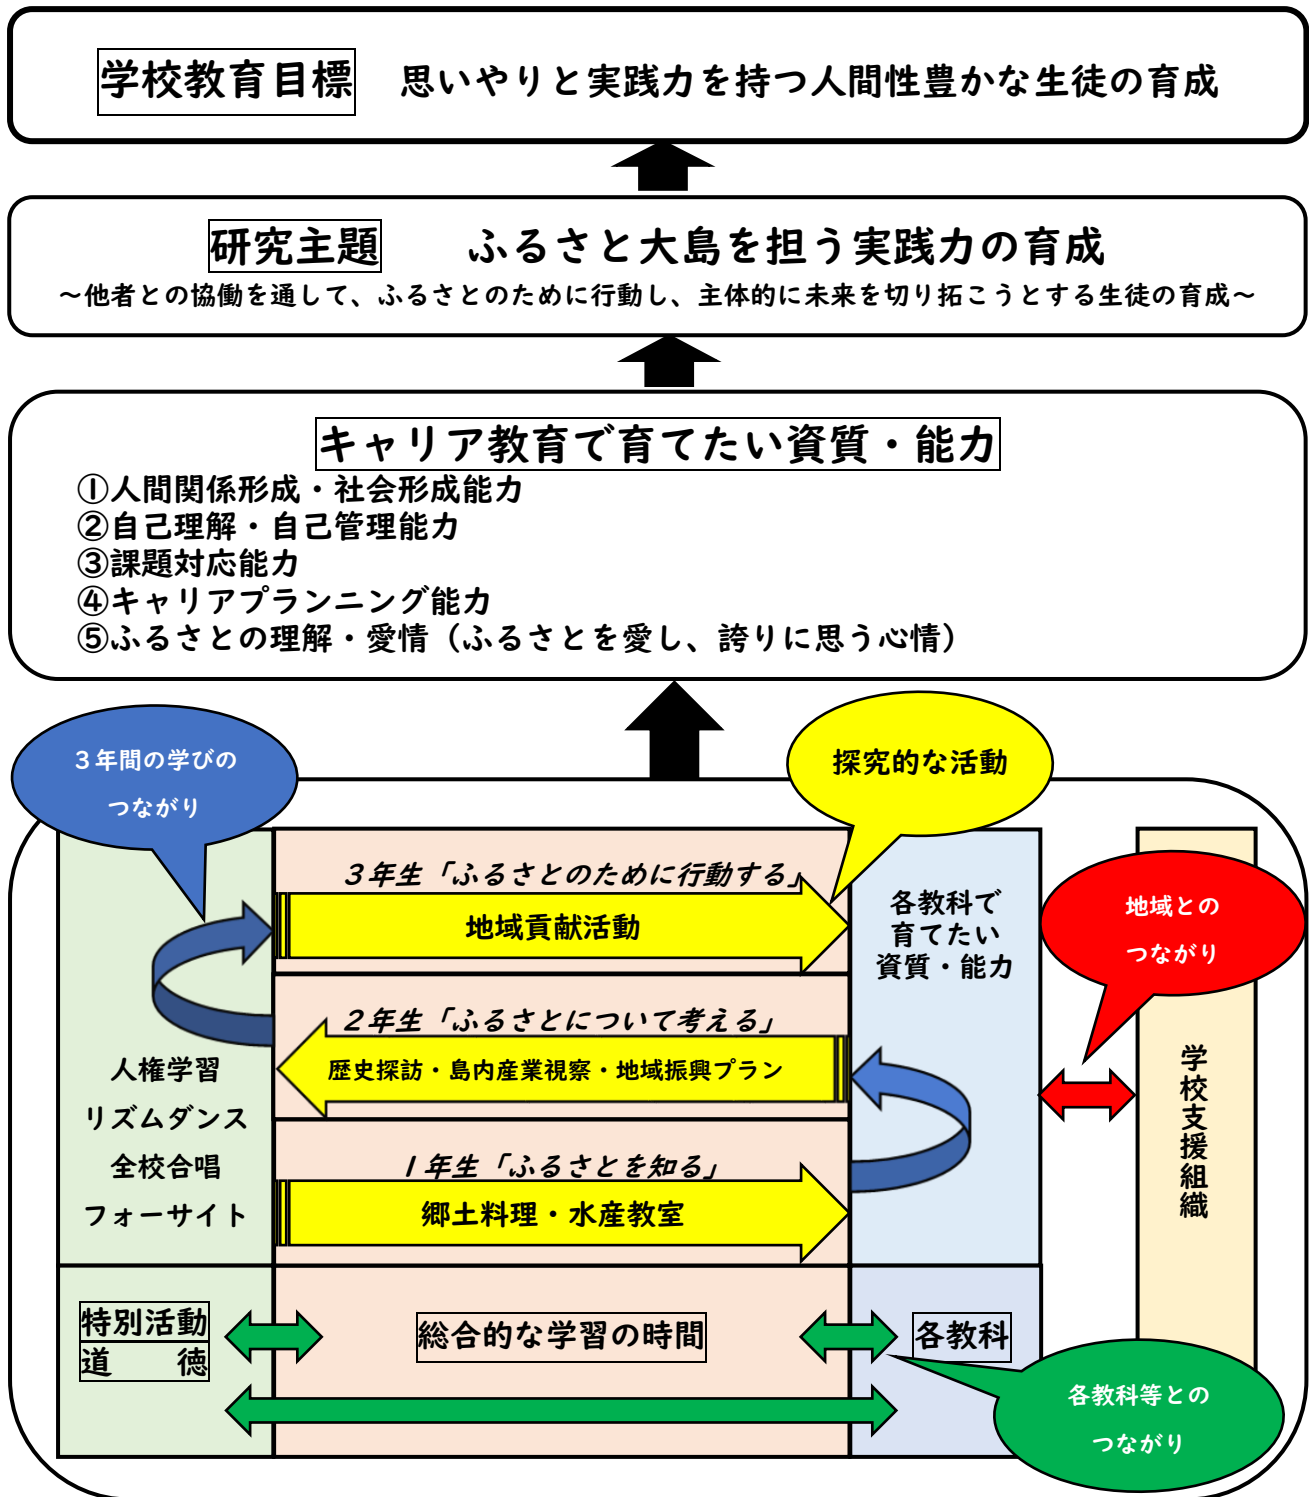 学校教育目標　思いやりと実践力を持つ人間性豊かな生徒の育成
研究主題　ふるさと大島を担う実践力の育成
～他者との協働を通して、ふるさとのために行動し、主体的に未来を切り拓こうとする生徒の育成～
キャリア教育で育てたい資質・能力
①人間関係形成・社会形成能力
②自己理解・自己管理能力
③課題対応能力
④キャリアプランニング能力
⑤ふるさとの理解・愛情（ふるさとを愛し、誇りに思う心情）
３年間の学びの
つながり
探究的な活動
３年生「ふるさとのために行動する」
地域貢献活動
各教科で
育てたい
資質・能力
地域との
つながり
２年生「ふるさとについて考える」
歴史探訪・島内産業視察・地域振興プラン
人権学習
リズムダンス
全校合唱
フォーサイト
１年生「ふるさとを知る」
郷土料理・水産教室
学校支援組織
特別活動
道　　徳
総合的な学習の時間
各教科
各教科等との
つながり